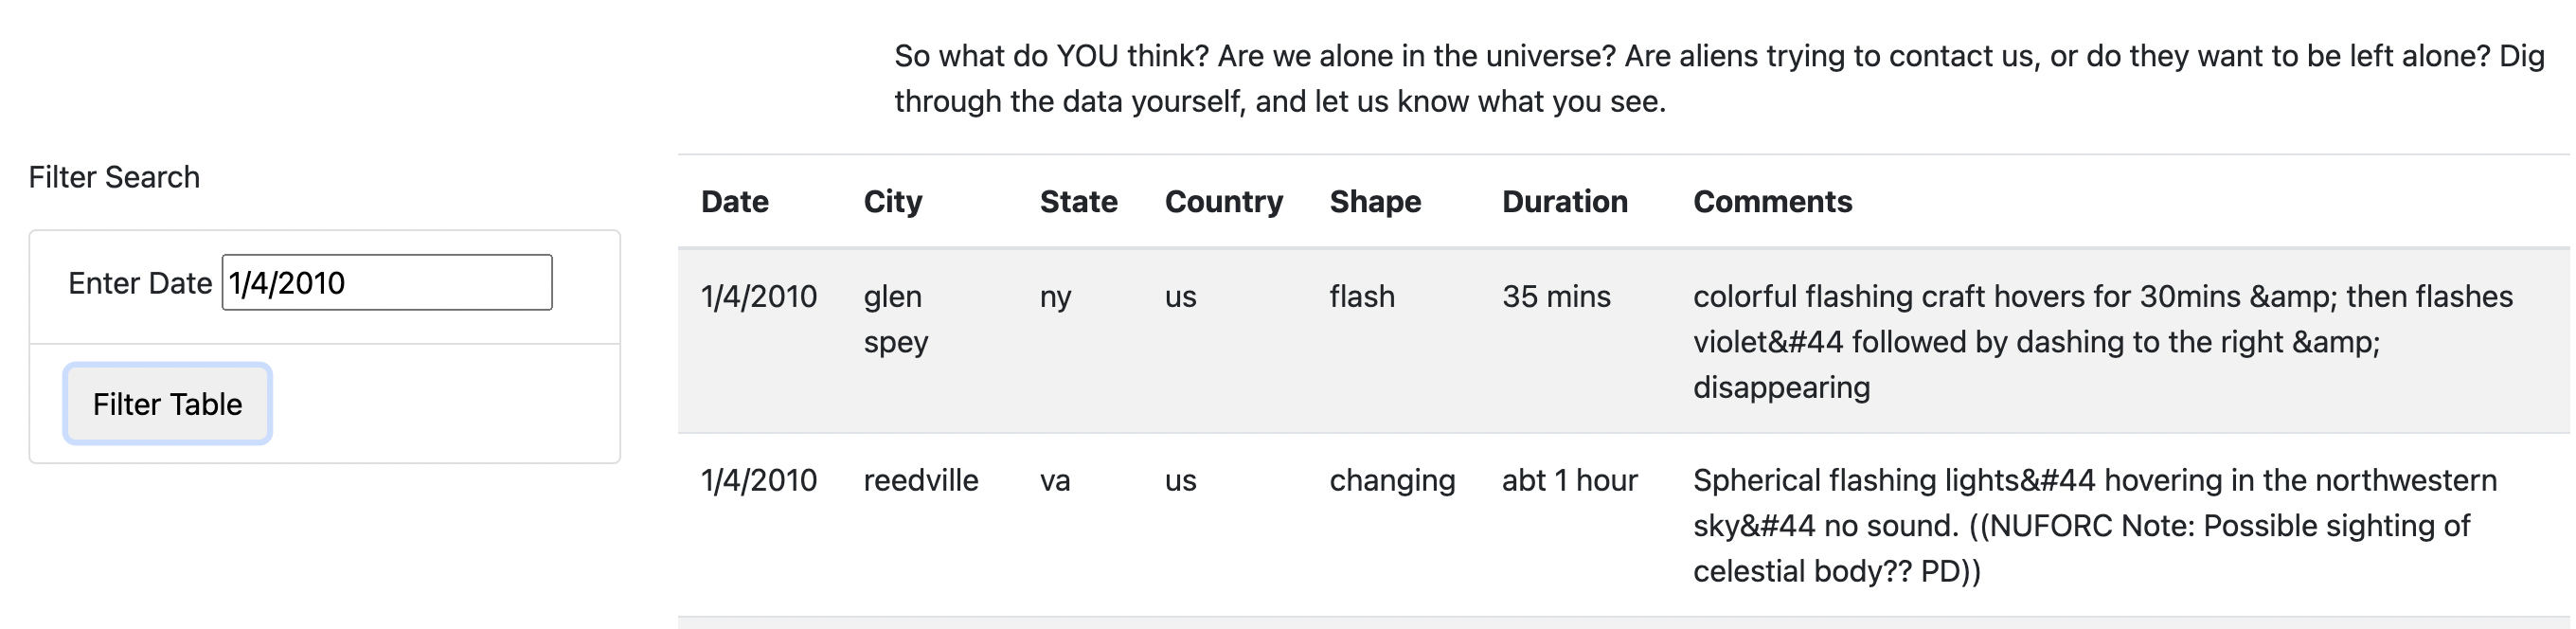 So what do YOU think? Are we alone in the universe? Are aliens trying to contact us, or do they want to be left alone? Dig
through the data yourself, and let us know what you see.
Filter Search
Enter Date 1/4/2010
Filter Table
Date City State Country Shape Duration Comments
1/4/2010 glen ny us flash 35 mins colorful flashing craft hovers for 30mins &amp; then flashes
spey violet&#44 followed by dashing to the right &amp;
disappearing
1/4/2010 reedville va us changing abt 1 hour Spherical flashing lights&#44 hovering in the northwestern
sky&#44 no sound. ((NUFORC Note: Possible sighting of
celestial body?? PD))